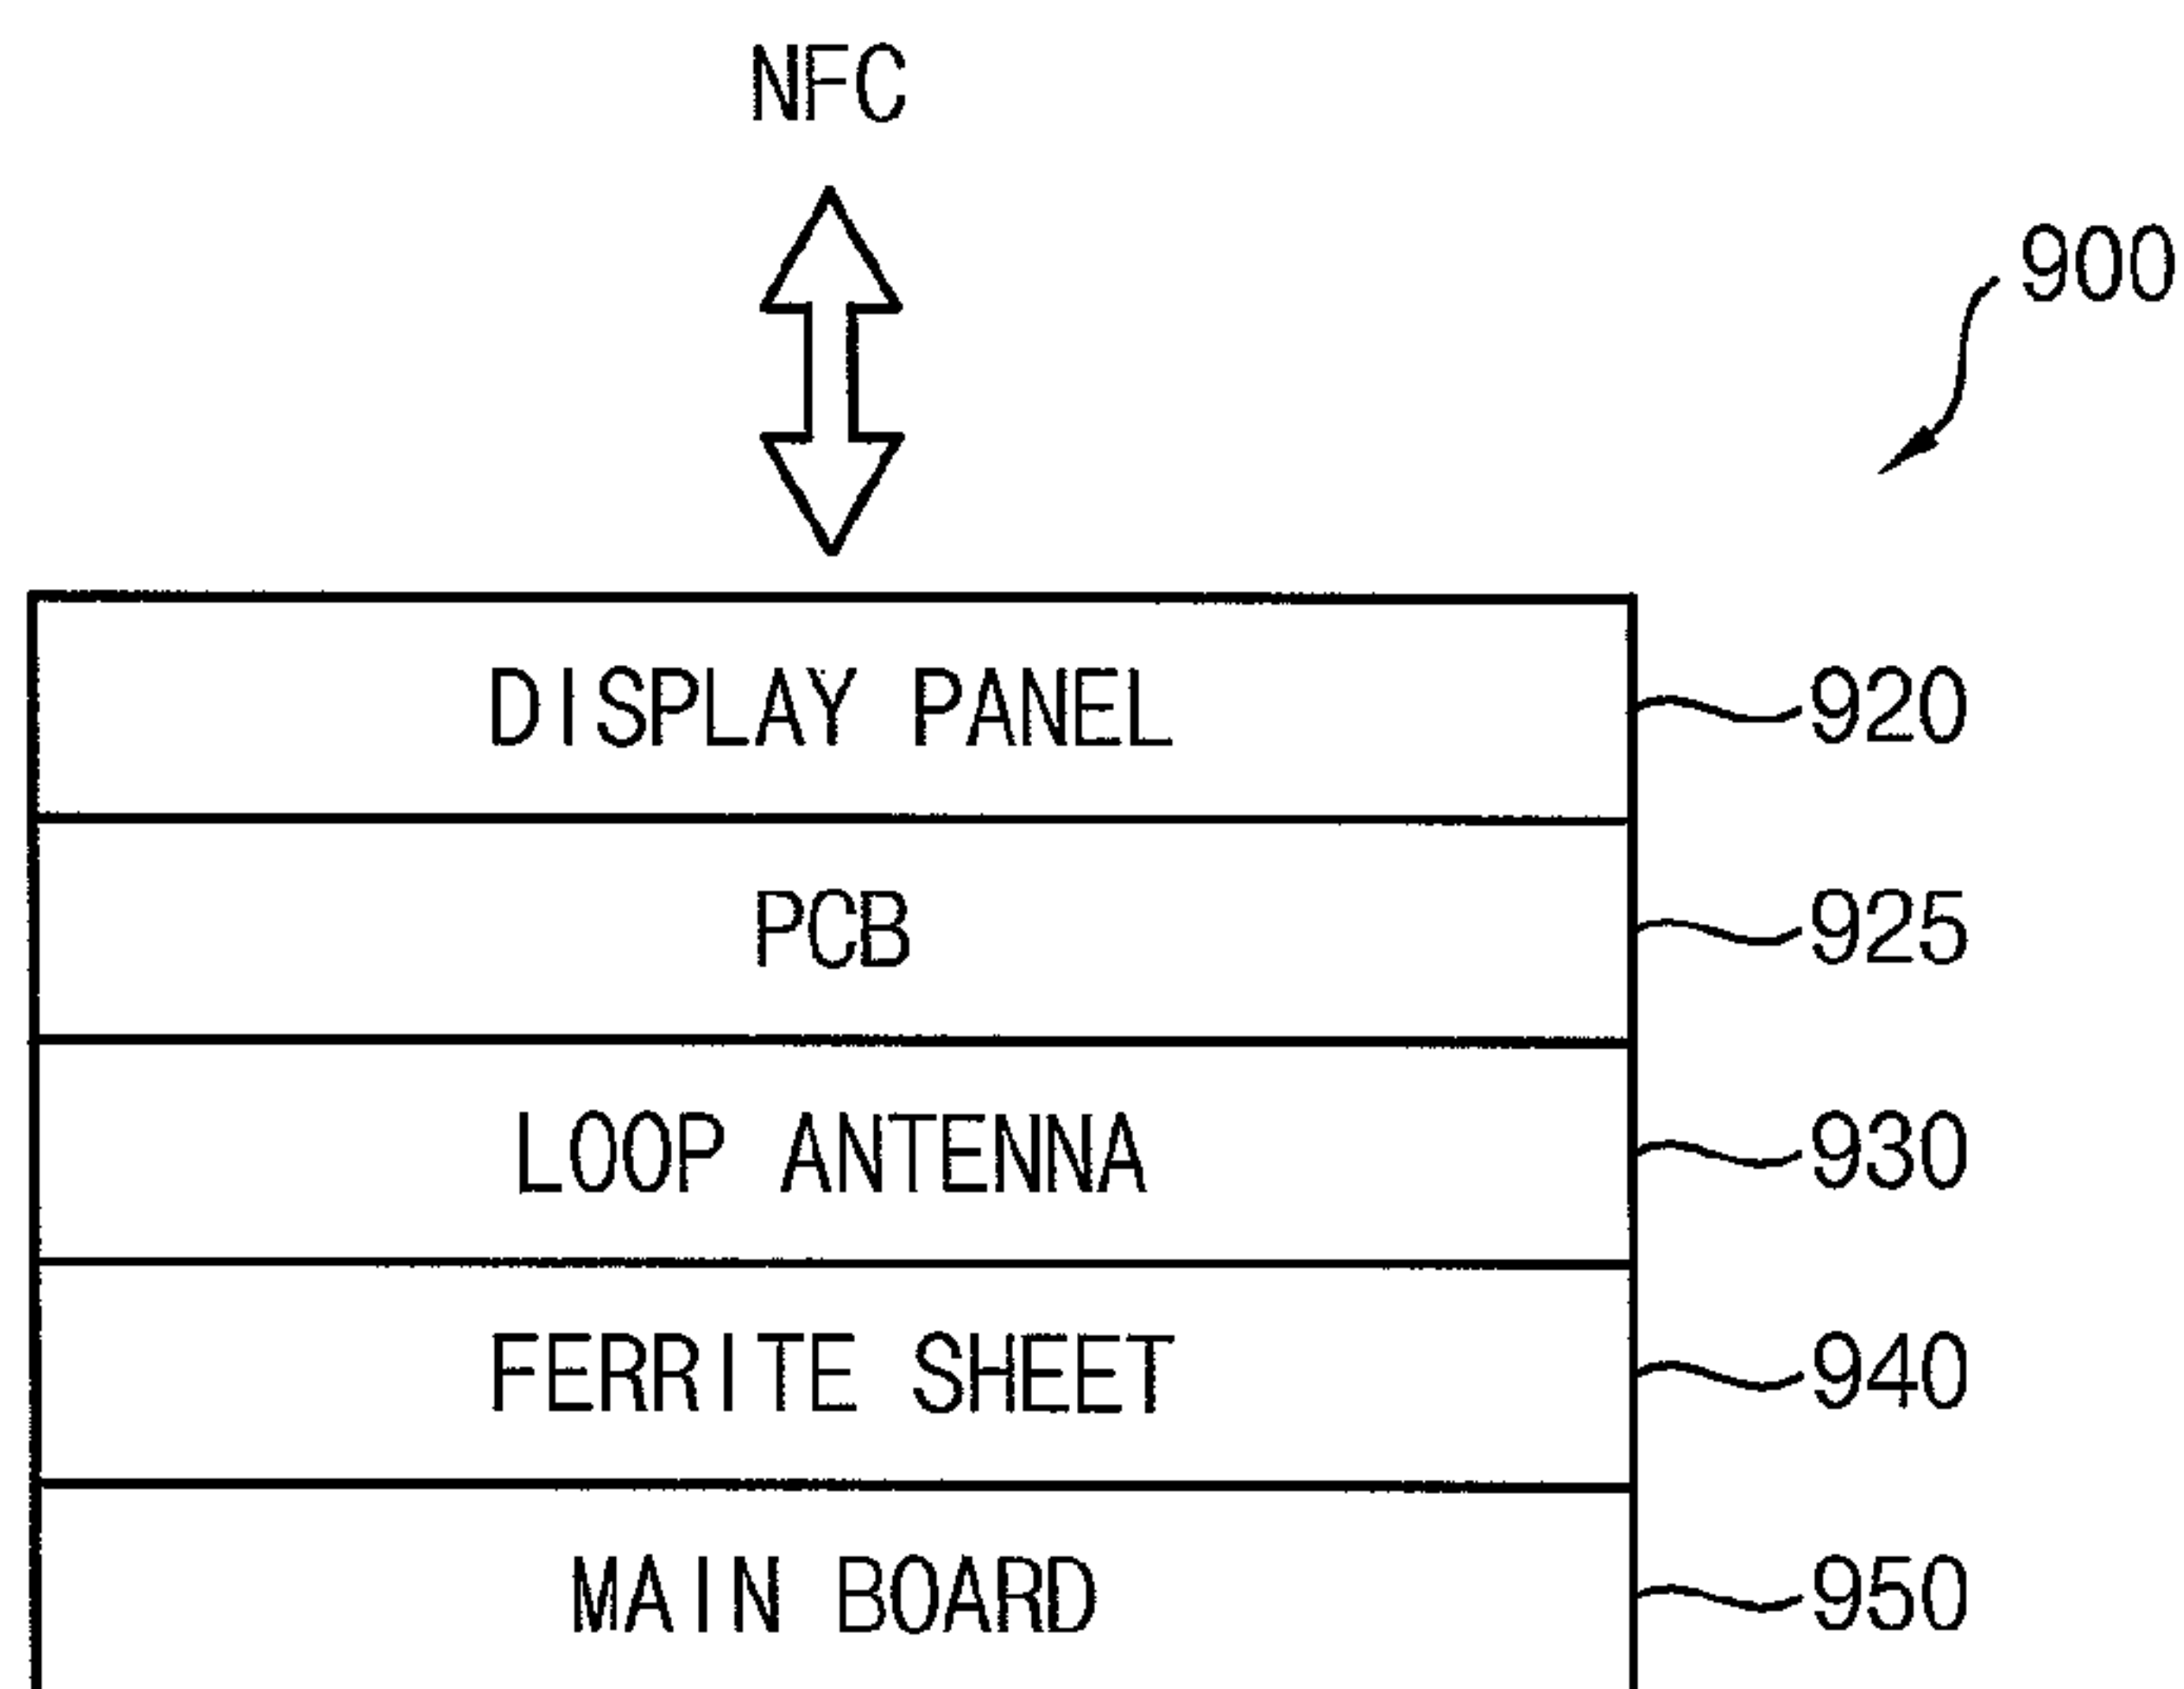 NFC
900
DISPLAY PANEL 920
PCB 925
LOOP ANTENNA 930
FERRITE SHEET 940
MAIN BOARD 950